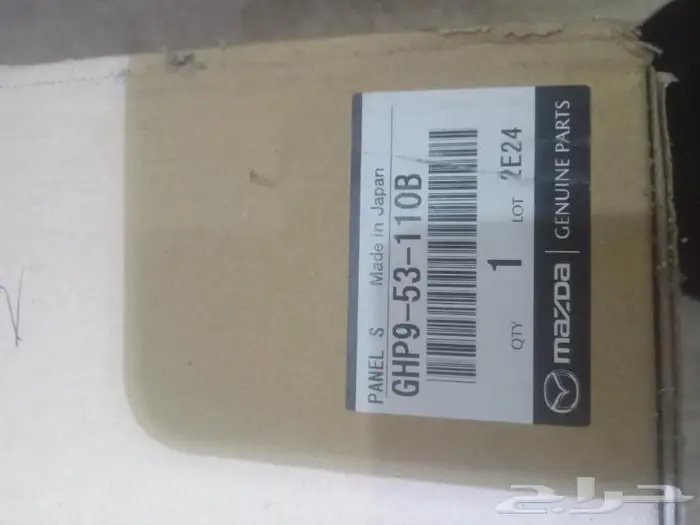 PANEL S Made in Japan
GHP9-53-110B
QTY 1 LOT 2E24
mazda GENUINE PARTS
حراج